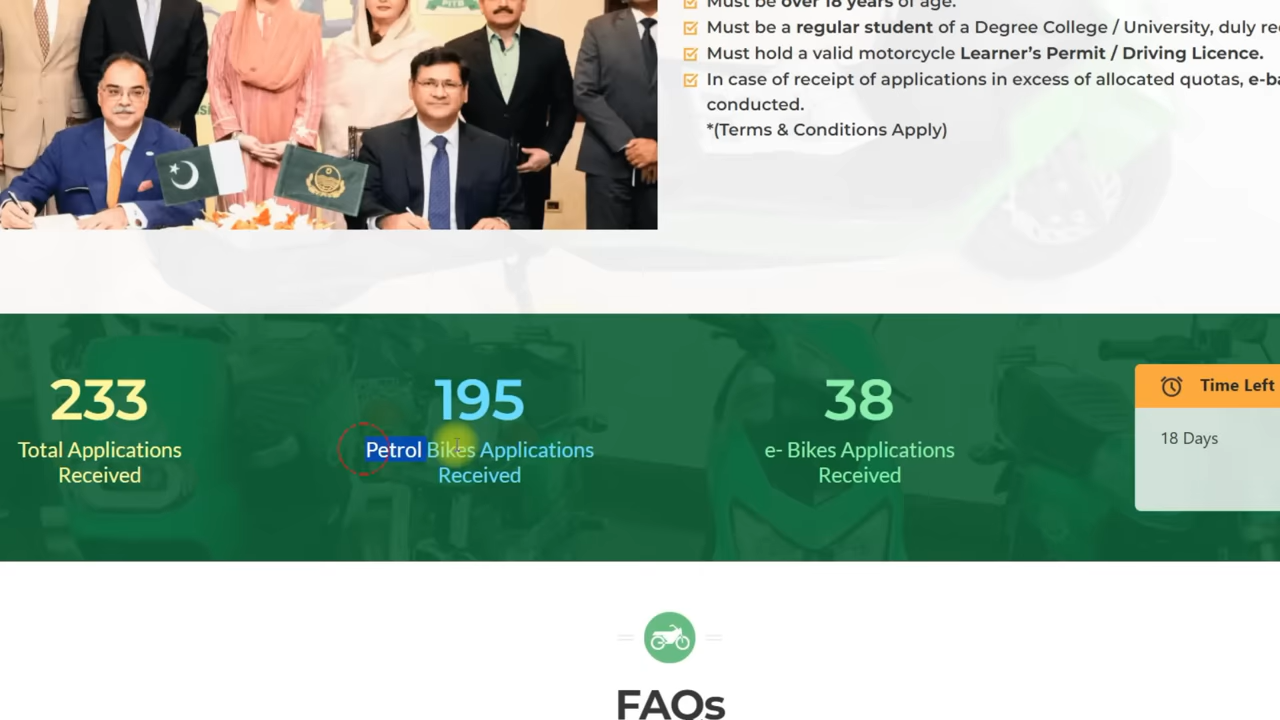 PITB
Must be over 18 years of age.
Must be a regular student of a Degree College / University, duly
Must hold a valid motorcycle Learner's Permit / Driving Licence.
In case of receipt of applications in excess of allocated quotas,
conducted.
*(Terms & Conditions Apply)
233
Total Applications
Received
195
Petrol Bikes Applications
Received
38
e- Bikes Applications
Received
Time Left
18 Days
FAQs